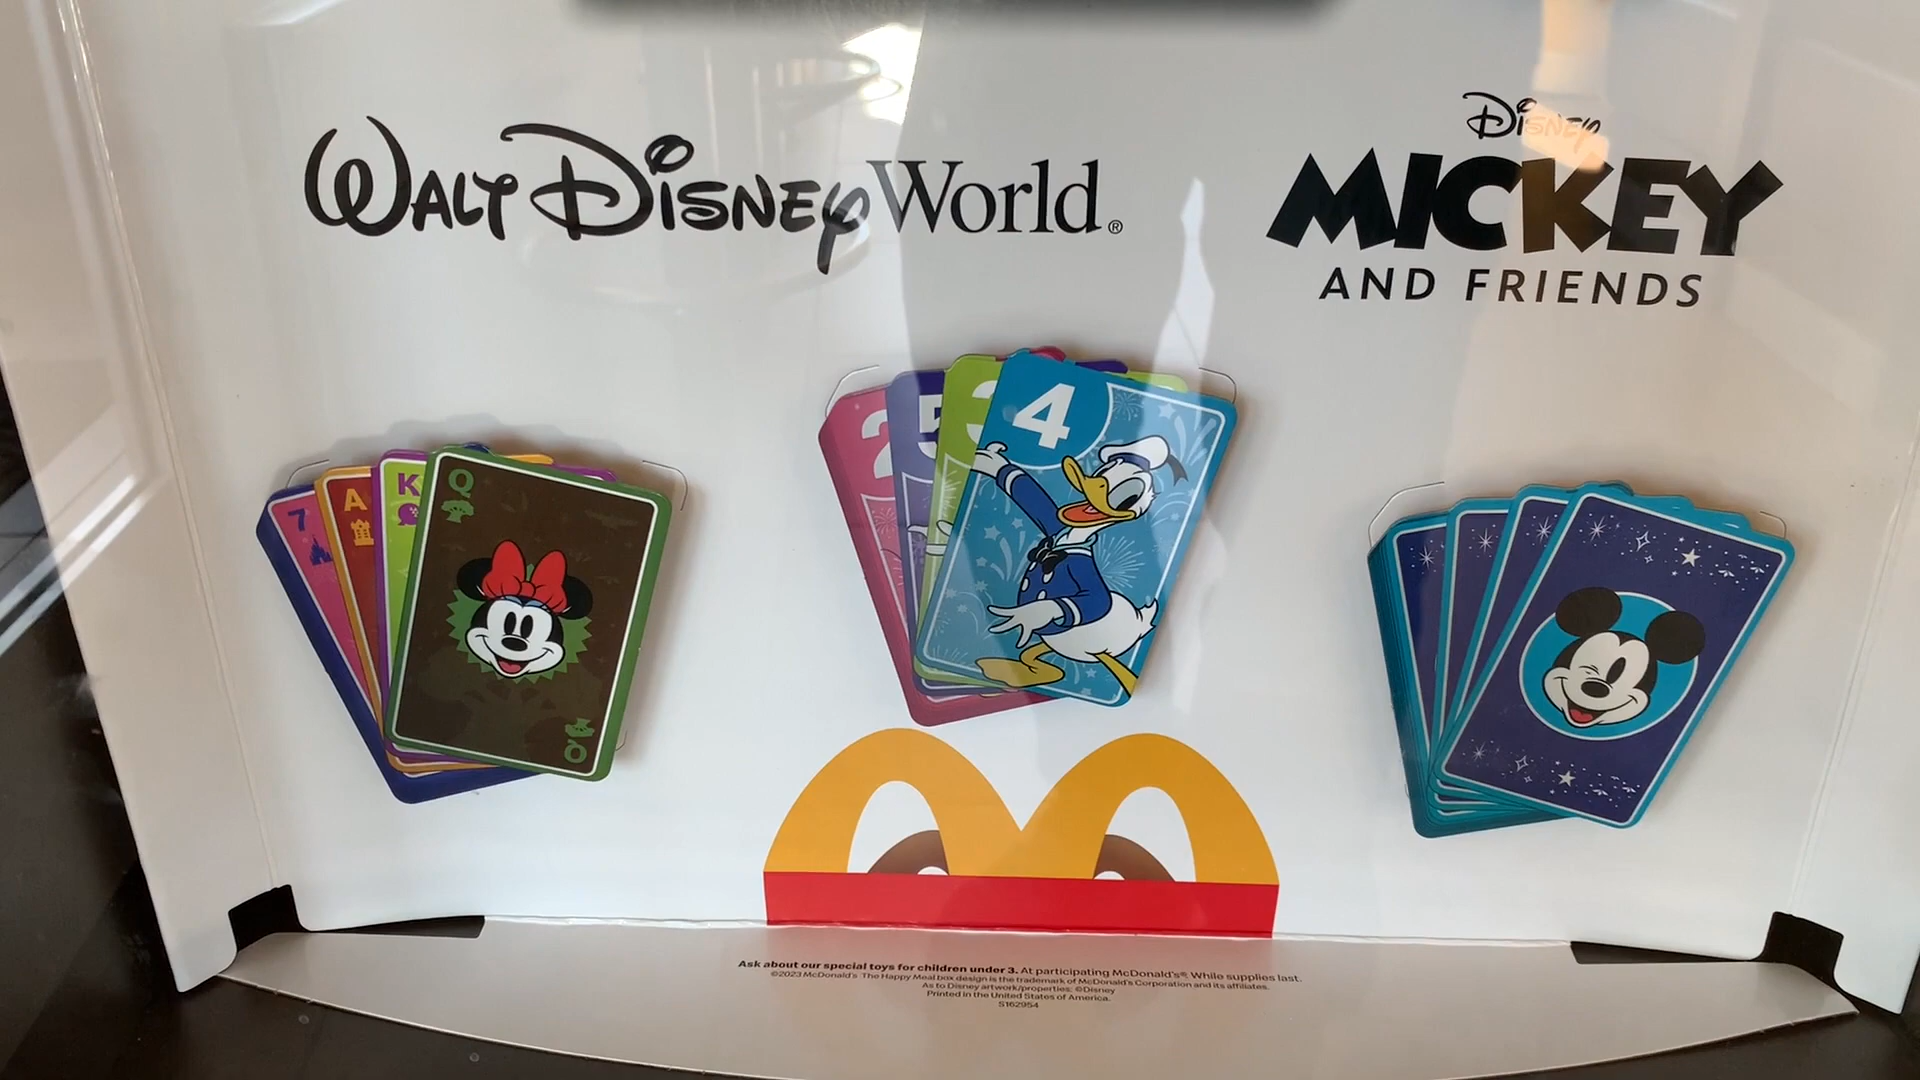 WALT DISNEY World®
DISNEY
MICKEY
AND FRIENDS
7
A
K
Q
Q
2
5
3
4
Ask about our special toys for children under 3. At participating McDonald's® While supplies last.
©2023 McDonald's The Happy Meal box design is the trademark of McDonald's Corporation and its affiliates.
As to Disney artwork/properties: ©Disney
Printed in the United States of America.
S162954